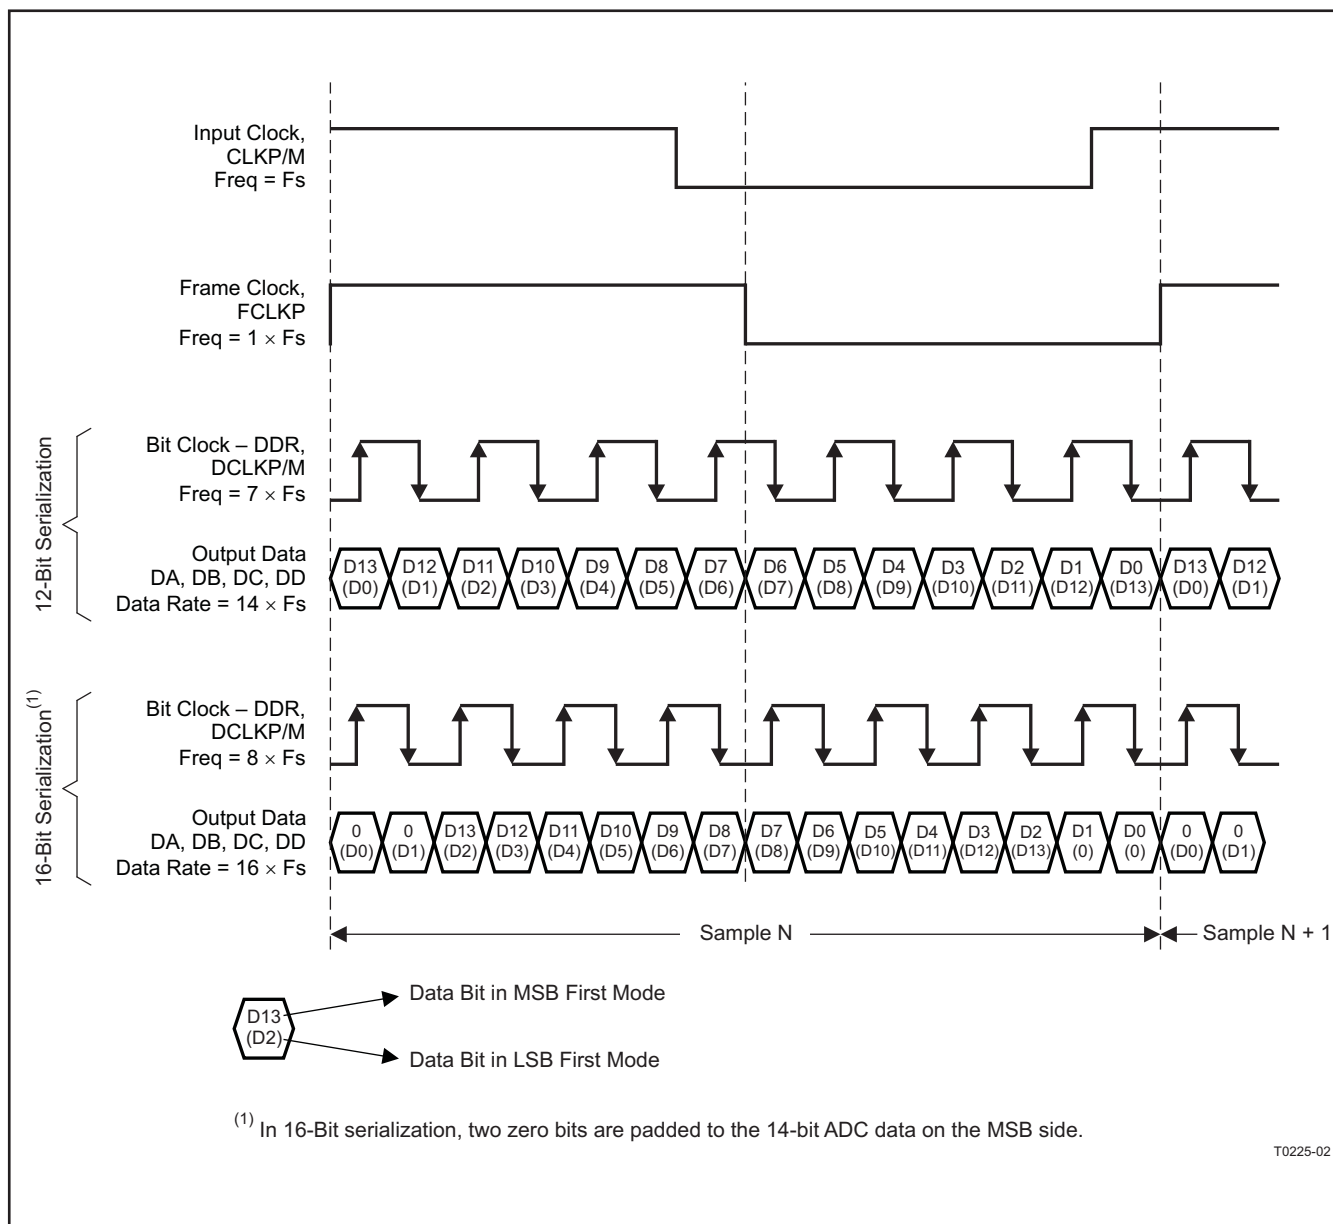 Input Clock,
CLKP/M
Freq = Fs
Frame Clock,
FCLKP
Freq = 1 × Fs
12-Bit Serialization
Bit Clock – DDR,
DCLKP/M
Freq = 7 × Fs
Output Data
DA, DB, DC, DD
Data Rate = 14 × Fs
D13 D12 D11 D10 D9 D8 D7 D6 D5 D4 D3 D2 D1 D0 D13 D12
(D0) (D1) (D2) (D3) (D4) (D5) (D6) (D7) (D8) (D9) (D10) (D11) (D12) (D13) (D0) (D1)
16-Bit Serialization(1)
Bit Clock – DDR,
DCLKP/M
Freq = 8 × Fs
Output Data
DA, DB, DC, DD
Data Rate = 16 × Fs
0 0 D13 D12 D11 D10 D9 D8 D7 D6 D5 D4 D3 D2 D1 D0 0 0
(D0) (D1) (D2) (D3) (D4) (D5) (D6) (D7) (D8) (D9) (D10) (D11) (D12) (D13) (0) (0) (D0) (D1)
Sample N
Sample N + 1
D13
(D2)
Data Bit in MSB First Mode
Data Bit in LSB First Mode
(1) In 16-Bit serialization, two zero bits are padded to the 14-bit ADC data on the MSB side.
T0225-02